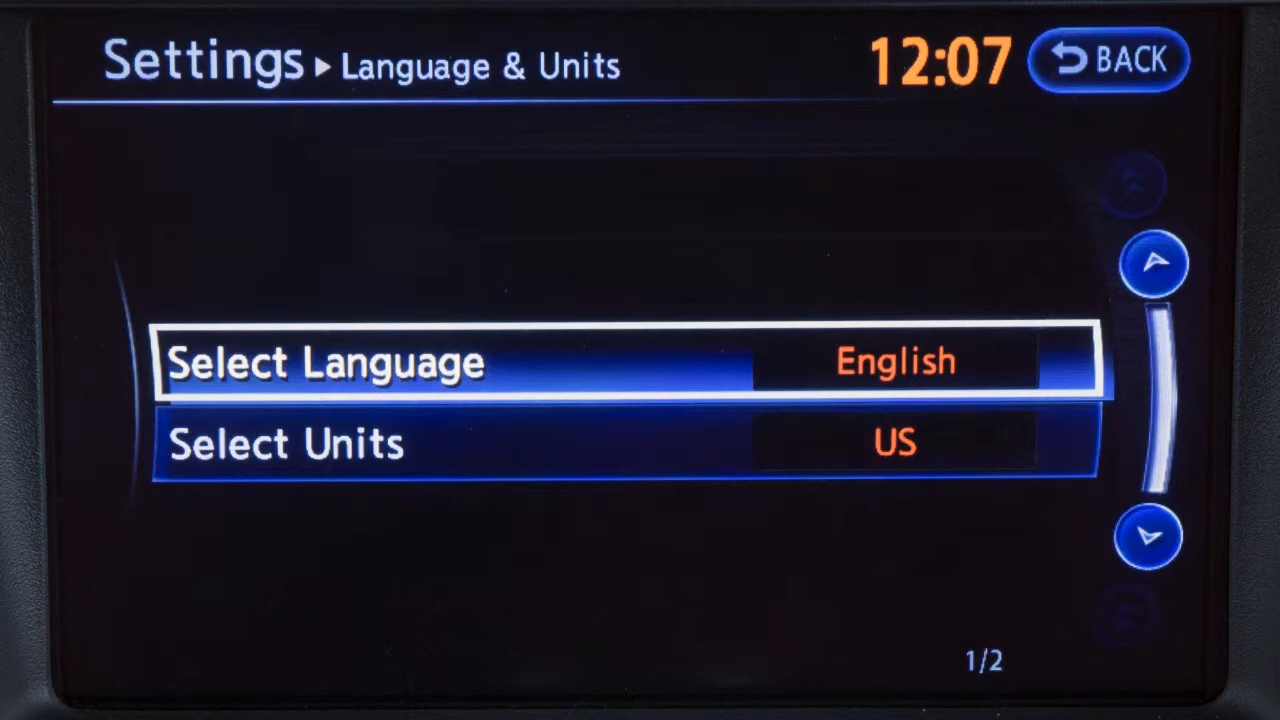 Settings ▸ Language & Units 12:07 BACK
Select Language English
Select Units US
1/2